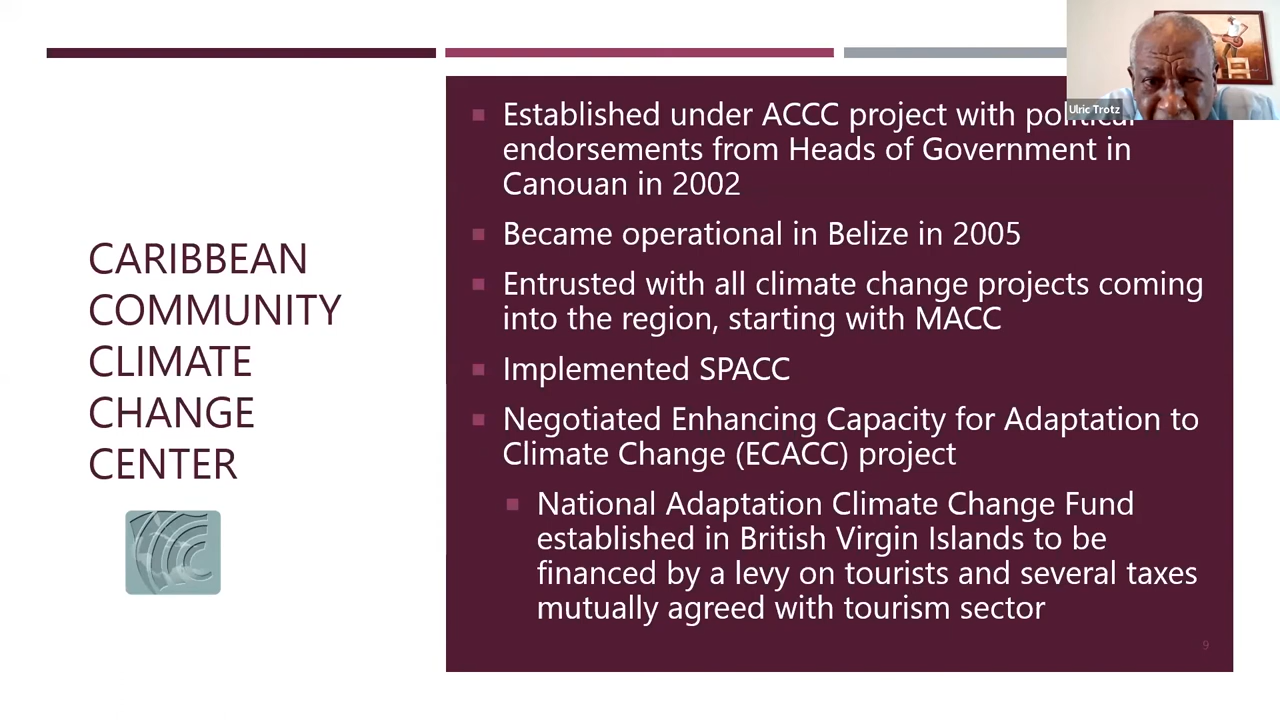 Ulric Trotz
CARIBBEAN
COMMUNITY
CLIMATE
CHANGE
CENTER
Established under ACCC project with political
endorsements from Heads of Government in
Canouan in 2002
Became operational in Belize in 2005
Entrusted with all climate change projects coming
into the region, starting with MACC
Implemented SPACC
Negotiated Enhancing Capacity for Adaptation to
Climate Change (ECACC) project
National Adaptation Climate Change Fund
established in British Virgin Islands to be
financed by a levy on tourists and several taxes
mutually agreed with tourism sector
9